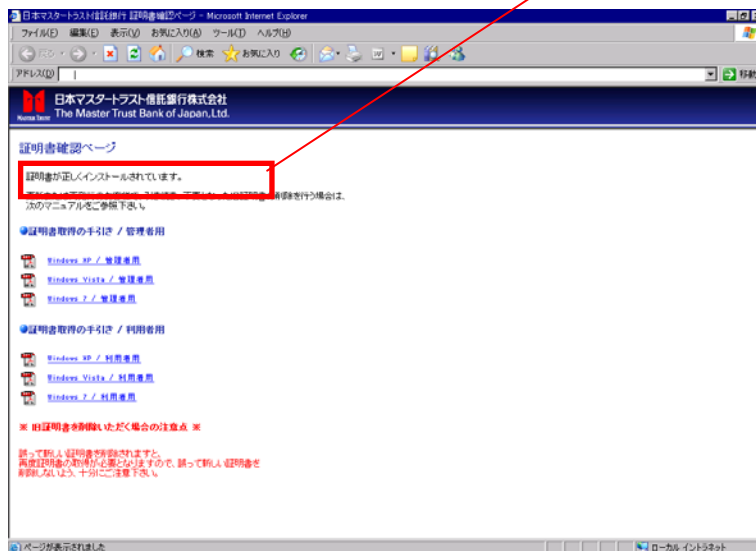 日本マスタートラスト信託銀行 証明書確認ページ - Microsoft Internet Explorer
ファイル(F) 編集(E) 表示(V) お気に入り(A) ツール(T) ヘルプ(H)
戻る 検索 お気に入り
アドレス(D) 移動
日本マスタートラスト信託銀行株式会社
The Master Trust Bank of Japan,Ltd.
証明書確認ページ
証明書が正しくインストールされています。
削除を行う場合は、
次のマニュアルをご参照下さい。
証明書取得の手引き / 管理者用
Windows XP / 管理者用
Windows Vista / 管理者用
Windows 7 / 管理者用
証明書取得の手引き / 利用者用
Windows XP / 利用者用
Windows Vista / 利用者用
Windows 7 / 利用者用
※ 旧証明書を削除いただく場合の注意点 ※
誤って新しい証明書を削除されますと、
再度証明書の取得が必要となりますので、誤って新しい証明書を
削除しないよう、十分にご注意下さい。
ページが表示されました ローカル イントラネット